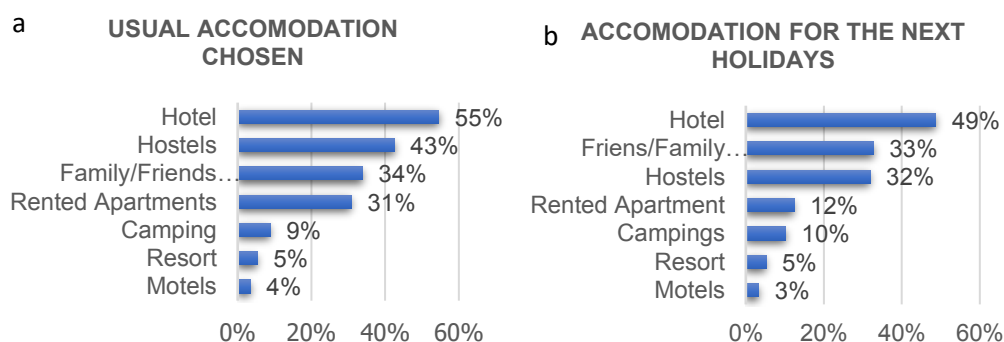 a
USUAL ACCOMODATION
CHOSEN
Hotel 55%
Hostels 43%
Family/Friends... 34%
Rented Apartments 31%
Camping 9%
Resort 5%
Motels 4%
0% 20% 40% 60%
b
ACCOMODATION FOR THE NEXT
HOLIDAYS
Hotel 49%
Friens/Family... 33%
Hostels 32%
Rented Apartment 12%
Campings 10%
Resort 5%
Motels 3%
0% 20% 40% 60%